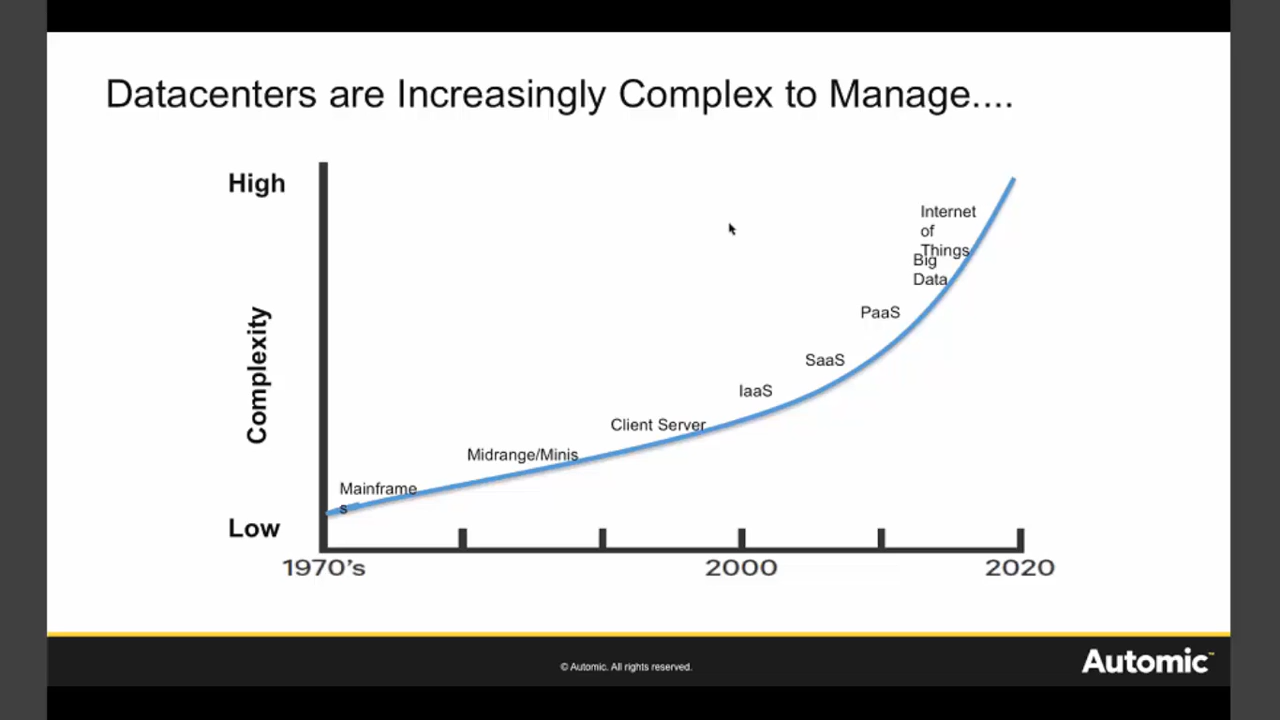 Datacenters are Increasingly Complex to Manage....
High
Complexity
Low
Internet
of
Things
Big
Data
PaaS
SaaS
IaaS
Client Server
Midrange/Minis
Mainframe
s
1970's
2000
2020
© Automic. All rights reserved.
Automic™